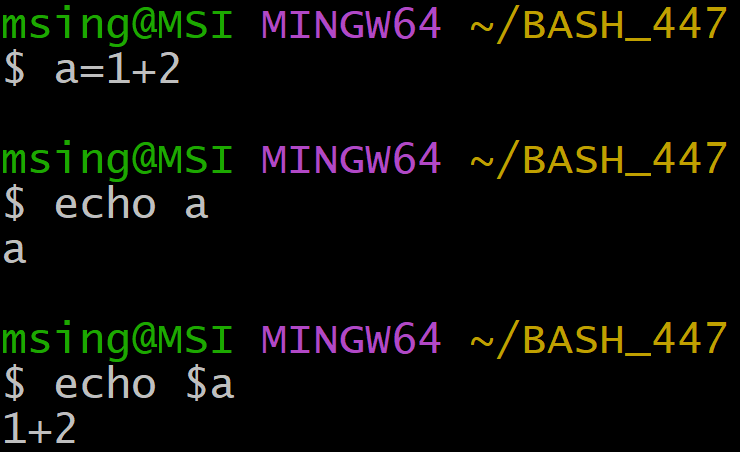 msing@MSI MINGW64 ~/BASH_447
$ a=1+2
msing@MSI MINGW64 ~/BASH_447
$ echo a
a
msing@MSI MINGW64 ~/BASH_447
$ echo $a
1+2